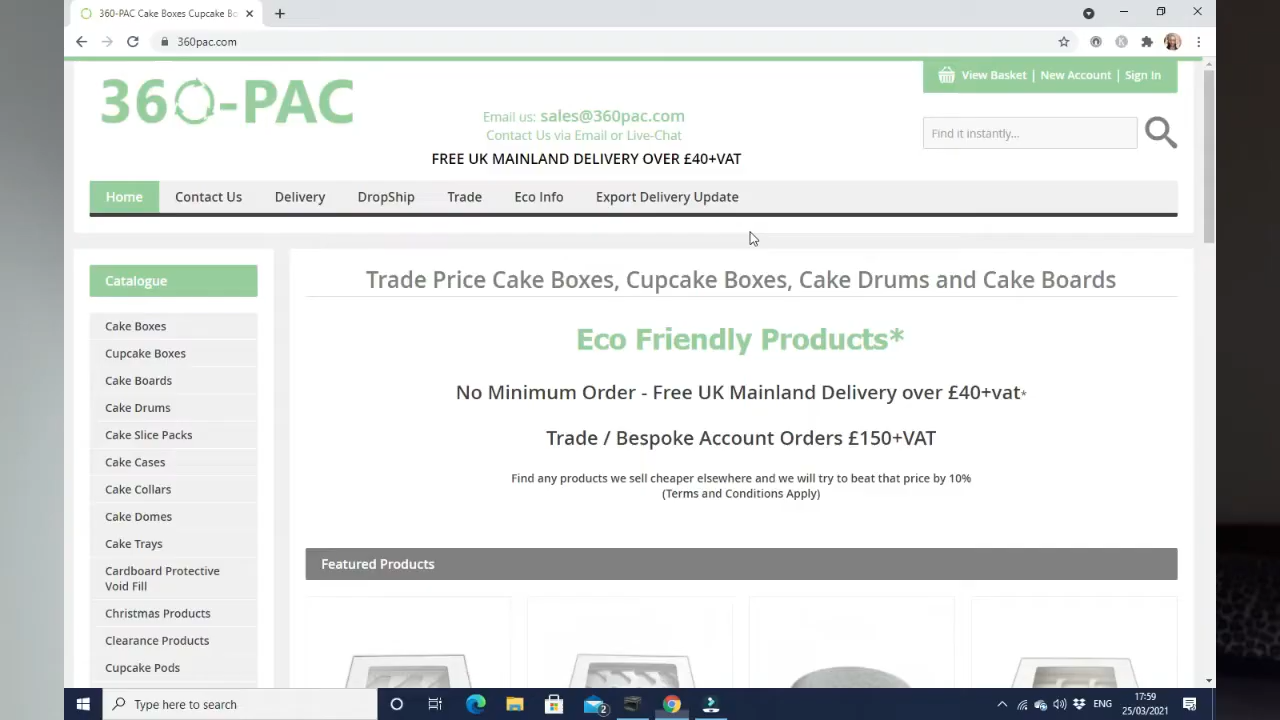 360-PAC Cake Boxes Cupcake Bo
360pac.com
360-PAC
Email us: sales@360pac.com
Contact Us via Email or Live-Chat
FREE UK MAINLAND DELIVERY OVER £40+VAT
View Basket | New Account | Sign In
Find it instantly...
Home
Contact Us
Delivery
DropShip
Trade
Eco Info
Export Delivery Update
Catalogue
Cake Boxes
Cupcake Boxes
Cake Boards
Cake Drums
Cake Slice Packs
Cake Cases
Cake Collars
Cake Domes
Cake Trays
Cardboard Protective
Void Fill
Christmas Products
Clearance Products
Cupcake Pods
Trade Price Cake Boxes, Cupcake Boxes, Cake Drums and Cake Boards
Eco Friendly Products*
No Minimum Order - Free UK Mainland Delivery over £40+vat*
Trade / Bespoke Account Orders £150+VAT
Find any products we sell cheaper elsewhere and we will try to beat that price by 10%
(Terms and Conditions Apply)
Featured Products
Type here to search
2
ENG
17:59
25/03/2021